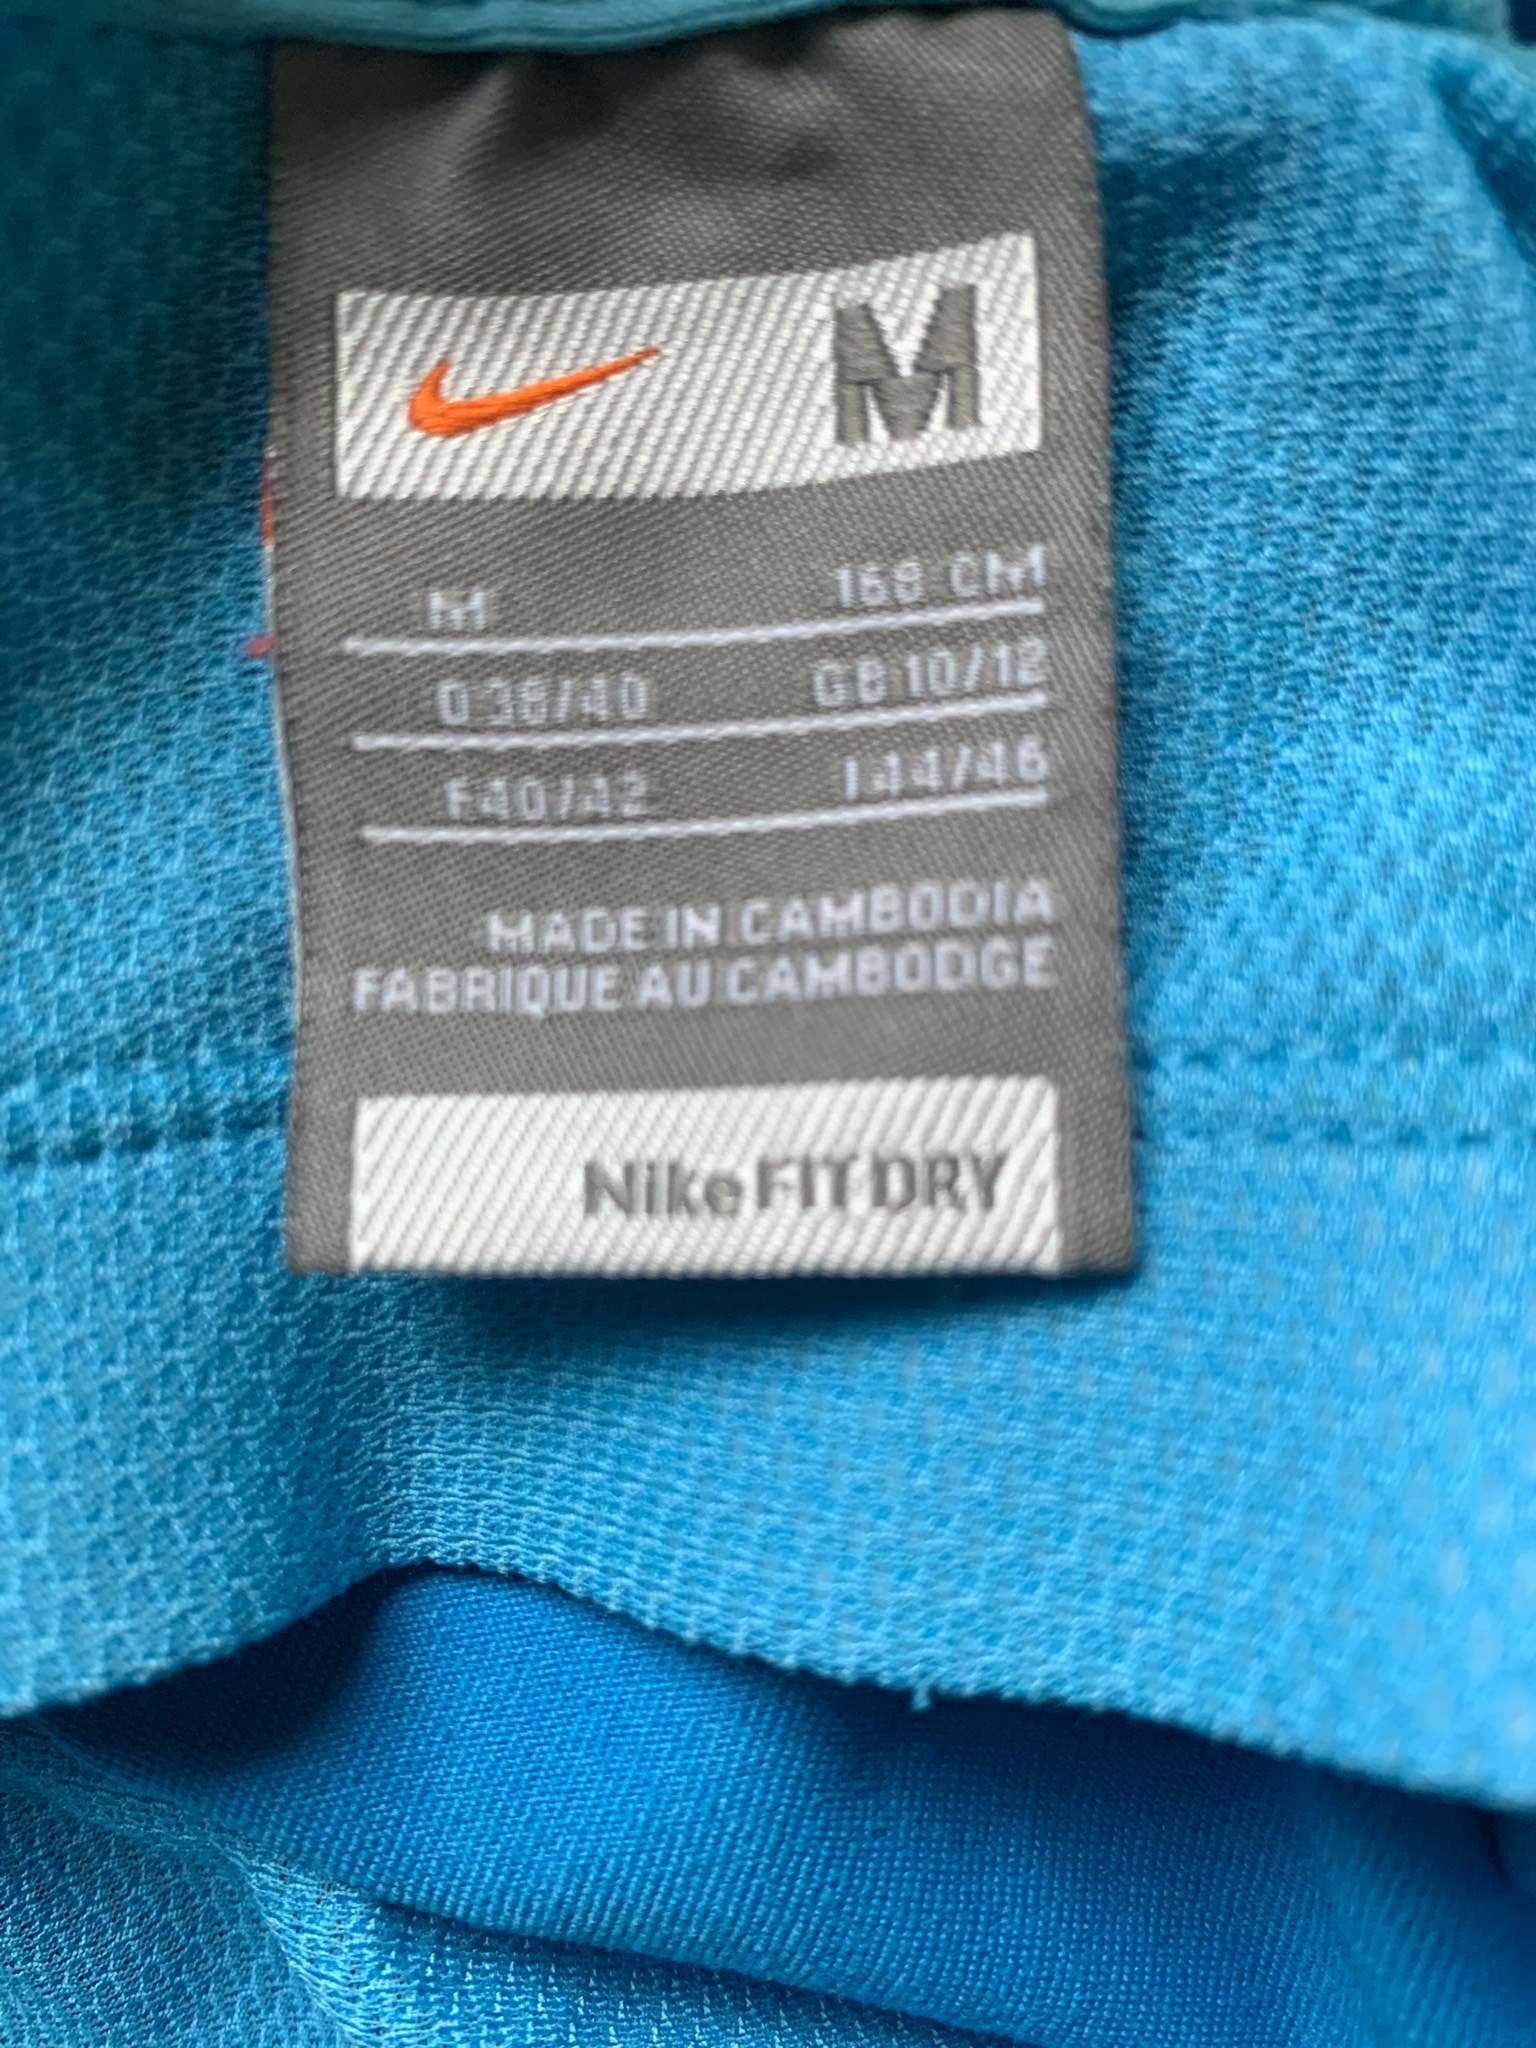 M
M 168 CM
D 38/40 GB 10/12
F 40/42 I 44/46
MADE IN CAMBODIA
FABRIQUE AU CAMBODGE
Nike FIT DRY